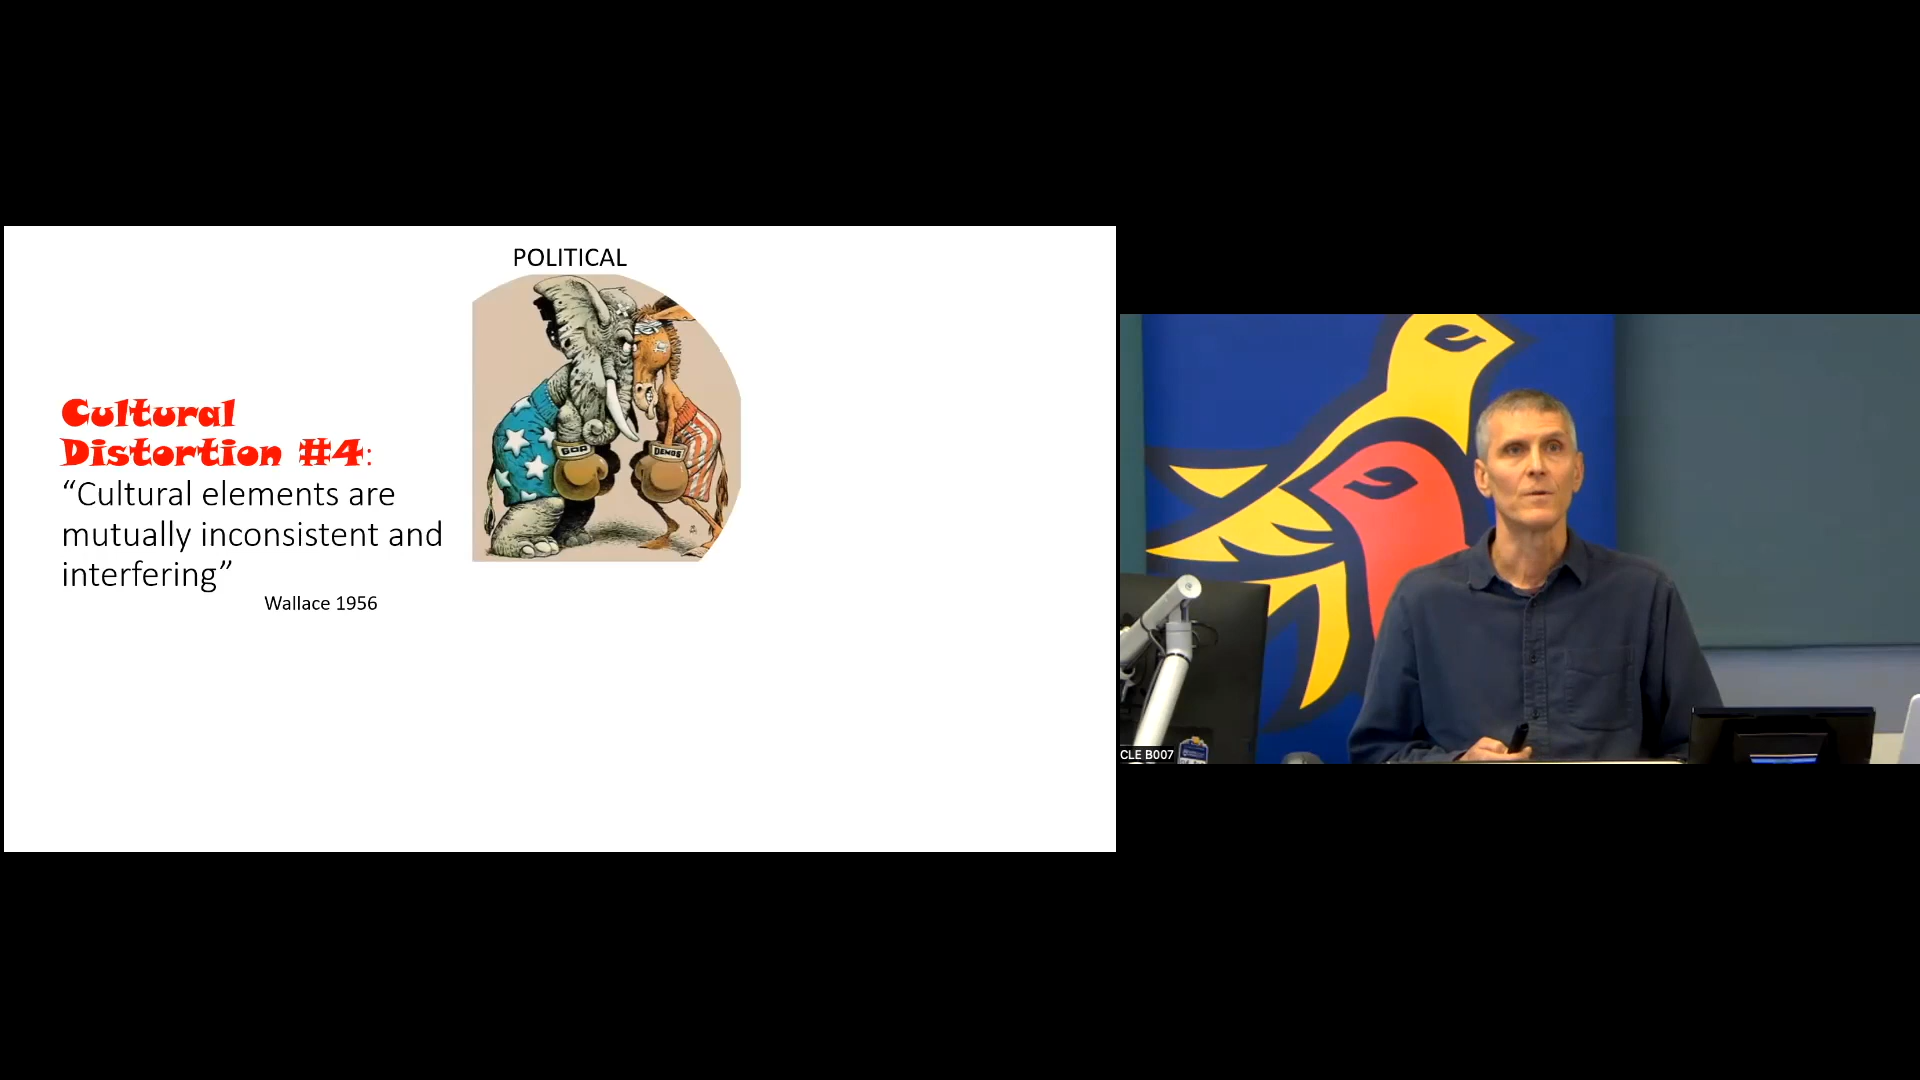 POLITICAL
GOP
DEMOS
Cultural
Distortion #4:
“Cultural elements are
mutually inconsistent and
interfering”
Wallace 1956
CLE B007